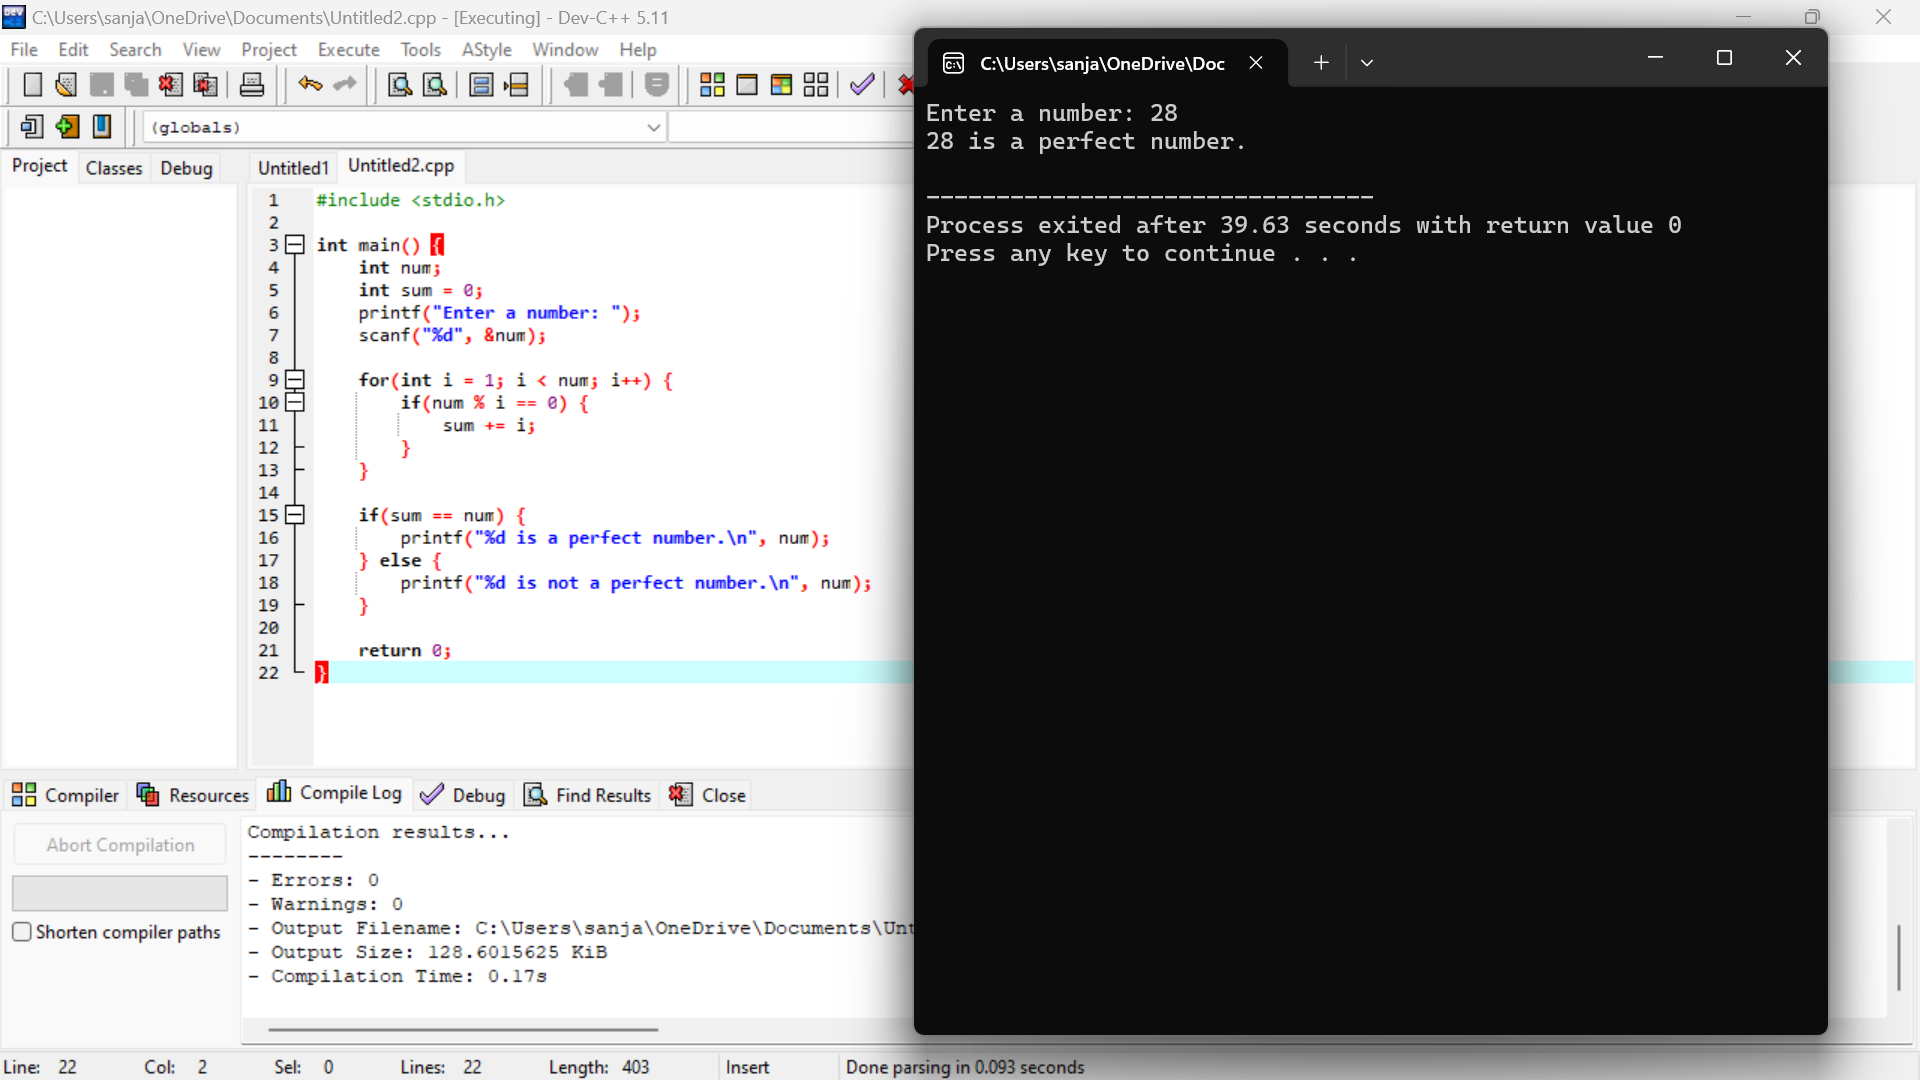 C:\Users\sanja\OneDrive\Documents\Untitled2.cpp - [Executing] - Dev-C++ 5.11
File Edit Search View Project Execute Tools AStyle Window Help
(globals)
Project Classes Debug
Untitled1 Untitled2.cpp
1 #include <stdio.h>
2
3 int main() {
4     int num;
5     int sum = 0;
6     printf("Enter a number: ");
7     scanf("%d", &num);
8
9     for(int i = 1; i < num; i++) {
10         if(num % i == 0) {
11             sum += i;
12         }
13     }
14
15     if(sum == num) {
16         printf("%d is a perfect number.\n", num);
17     } else {
18         printf("%d is not a perfect number.\n", num);
19     }
20
21     return 0;
22 }
C:\Users\sanja\OneDrive\Doc
Enter a number: 28
28 is a perfect number.
--------------------------------
Process exited after 39.63 seconds with return value 0
Press any key to continue . . .
Compiler Resources Compile Log Debug Find Results Close
Abort Compilation
Shorten compiler paths
Compilation results...
--------
- Errors: 0
- Warnings: 0
- Output Filename: C:\Users\sanja\OneDrive\Documents\Unt
- Output Size: 128.6015625 KiB
- Compilation Time: 0.17s
Line: 22 Col: 2 Sel: 0 Lines: 22 Length: 403 Insert Done parsing in 0.093 seconds